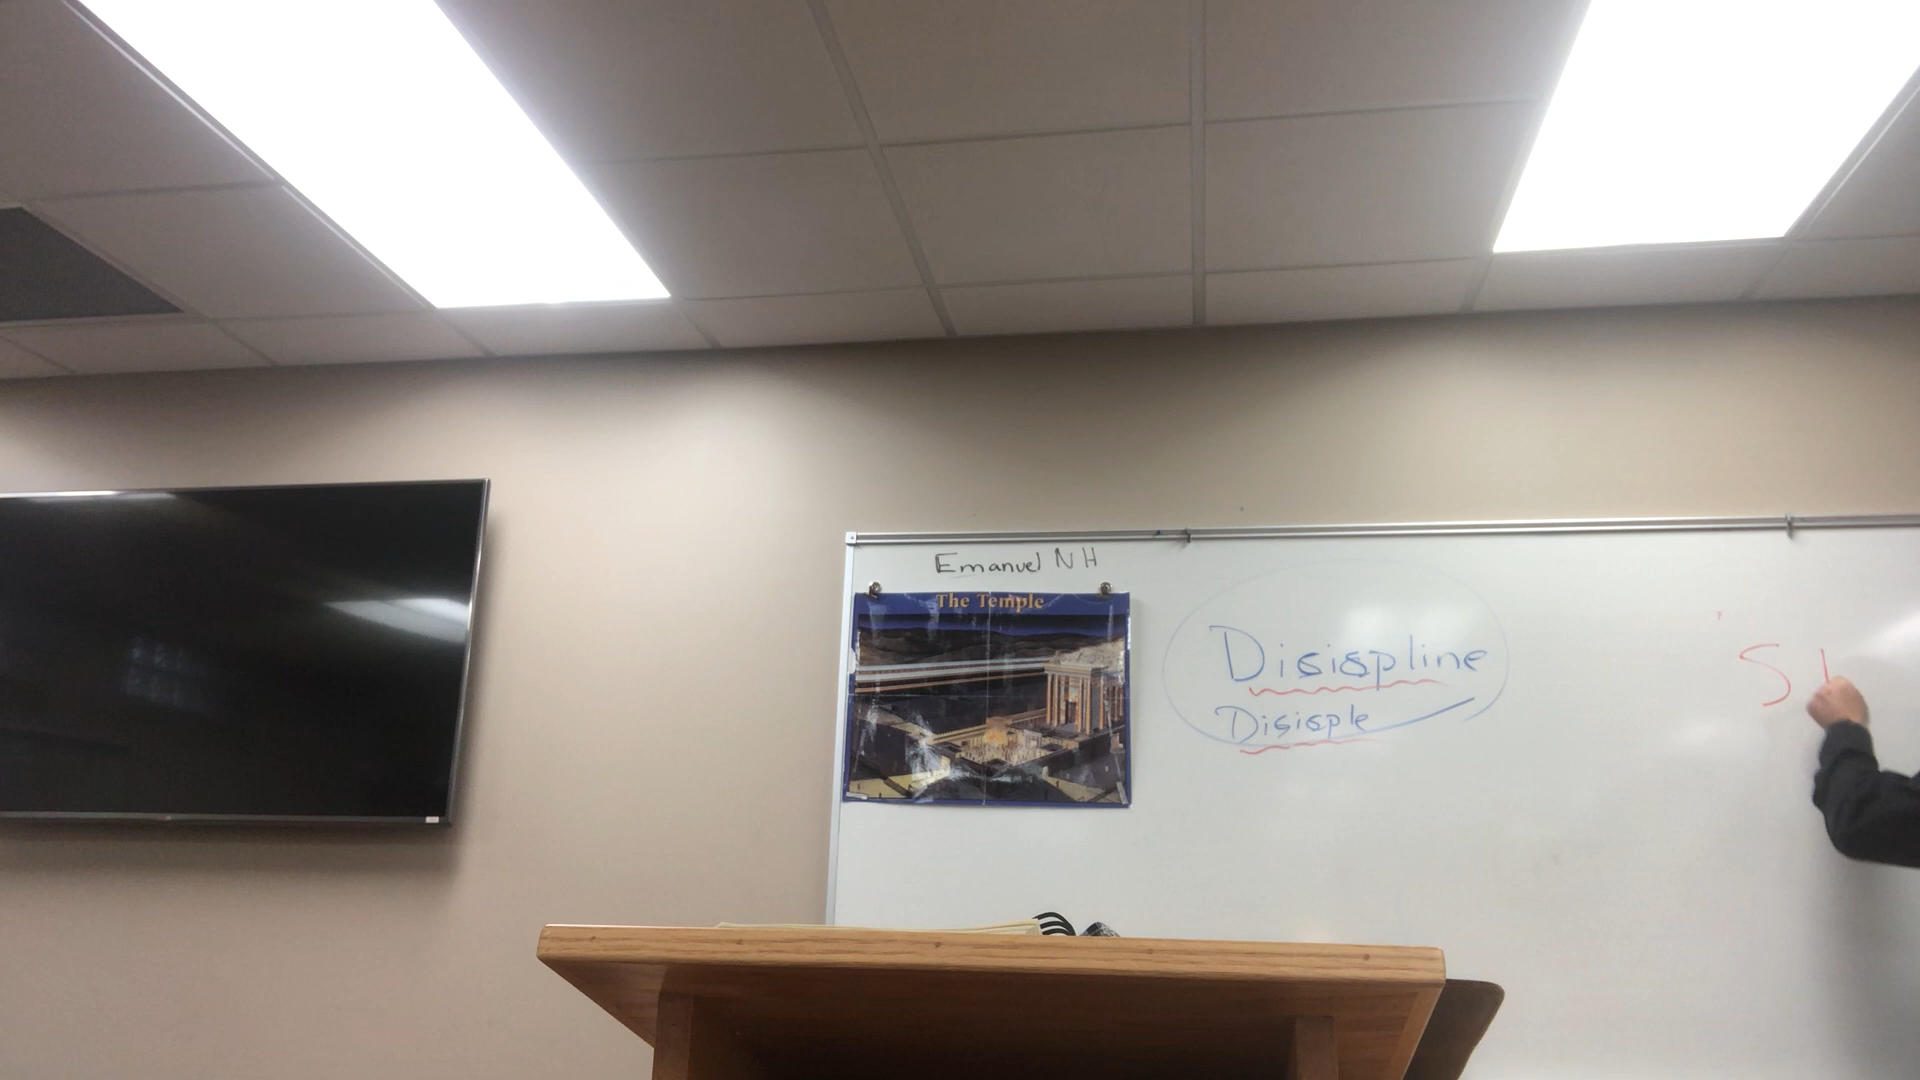 Emanuel NH
The Temple
Disispline
Disisple
S